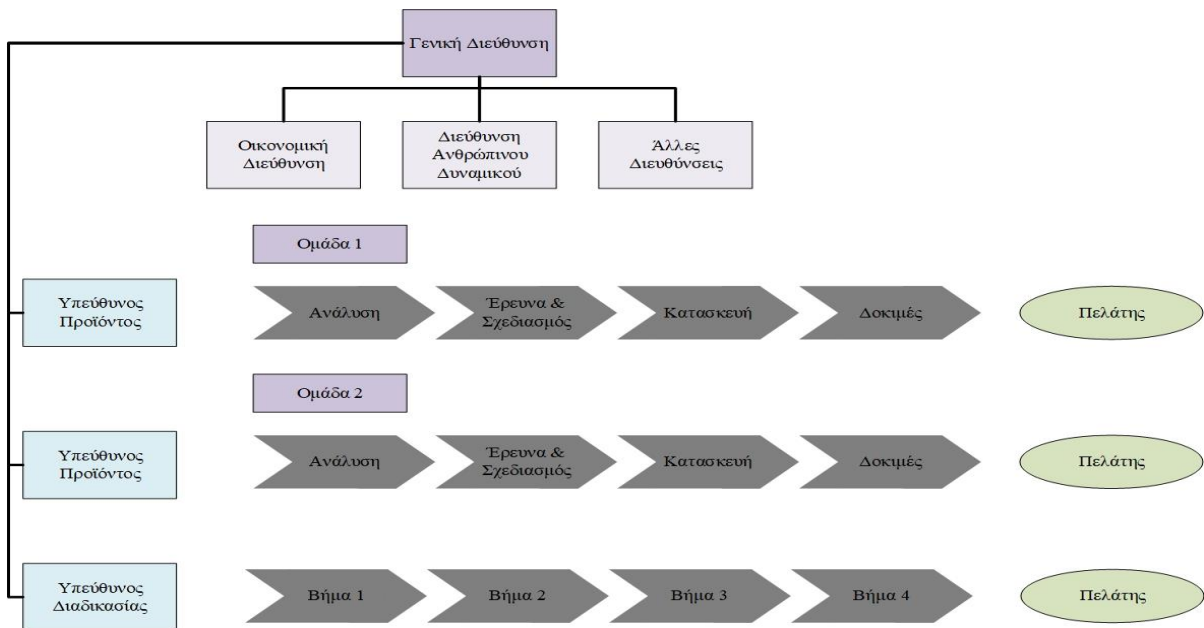 Γενική Διεύθυνση
Οικονομική
Διεύθυνση
Διεύθυνση
Ανθρώπινου
Δυναμικού
Άλλες
Διευθύνσεις
Ομάδα 1
Υπεύθυνος
Προϊόντος
Ανάλυση
Έρευνα &
Σχεδιασμός
Κατασκευή
Δοκιμές
Πελάτης
Ομάδα 2
Υπεύθυνος
Προϊόντος
Ανάλυση
Έρευνα &
Σχεδιασμός
Κατασκευή
Δοκιμές
Πελάτης
Υπεύθυνος
Διαδικασίας
Βήμα 1
Βήμα 2
Βήμα 3
Βήμα 4
Πελάτης